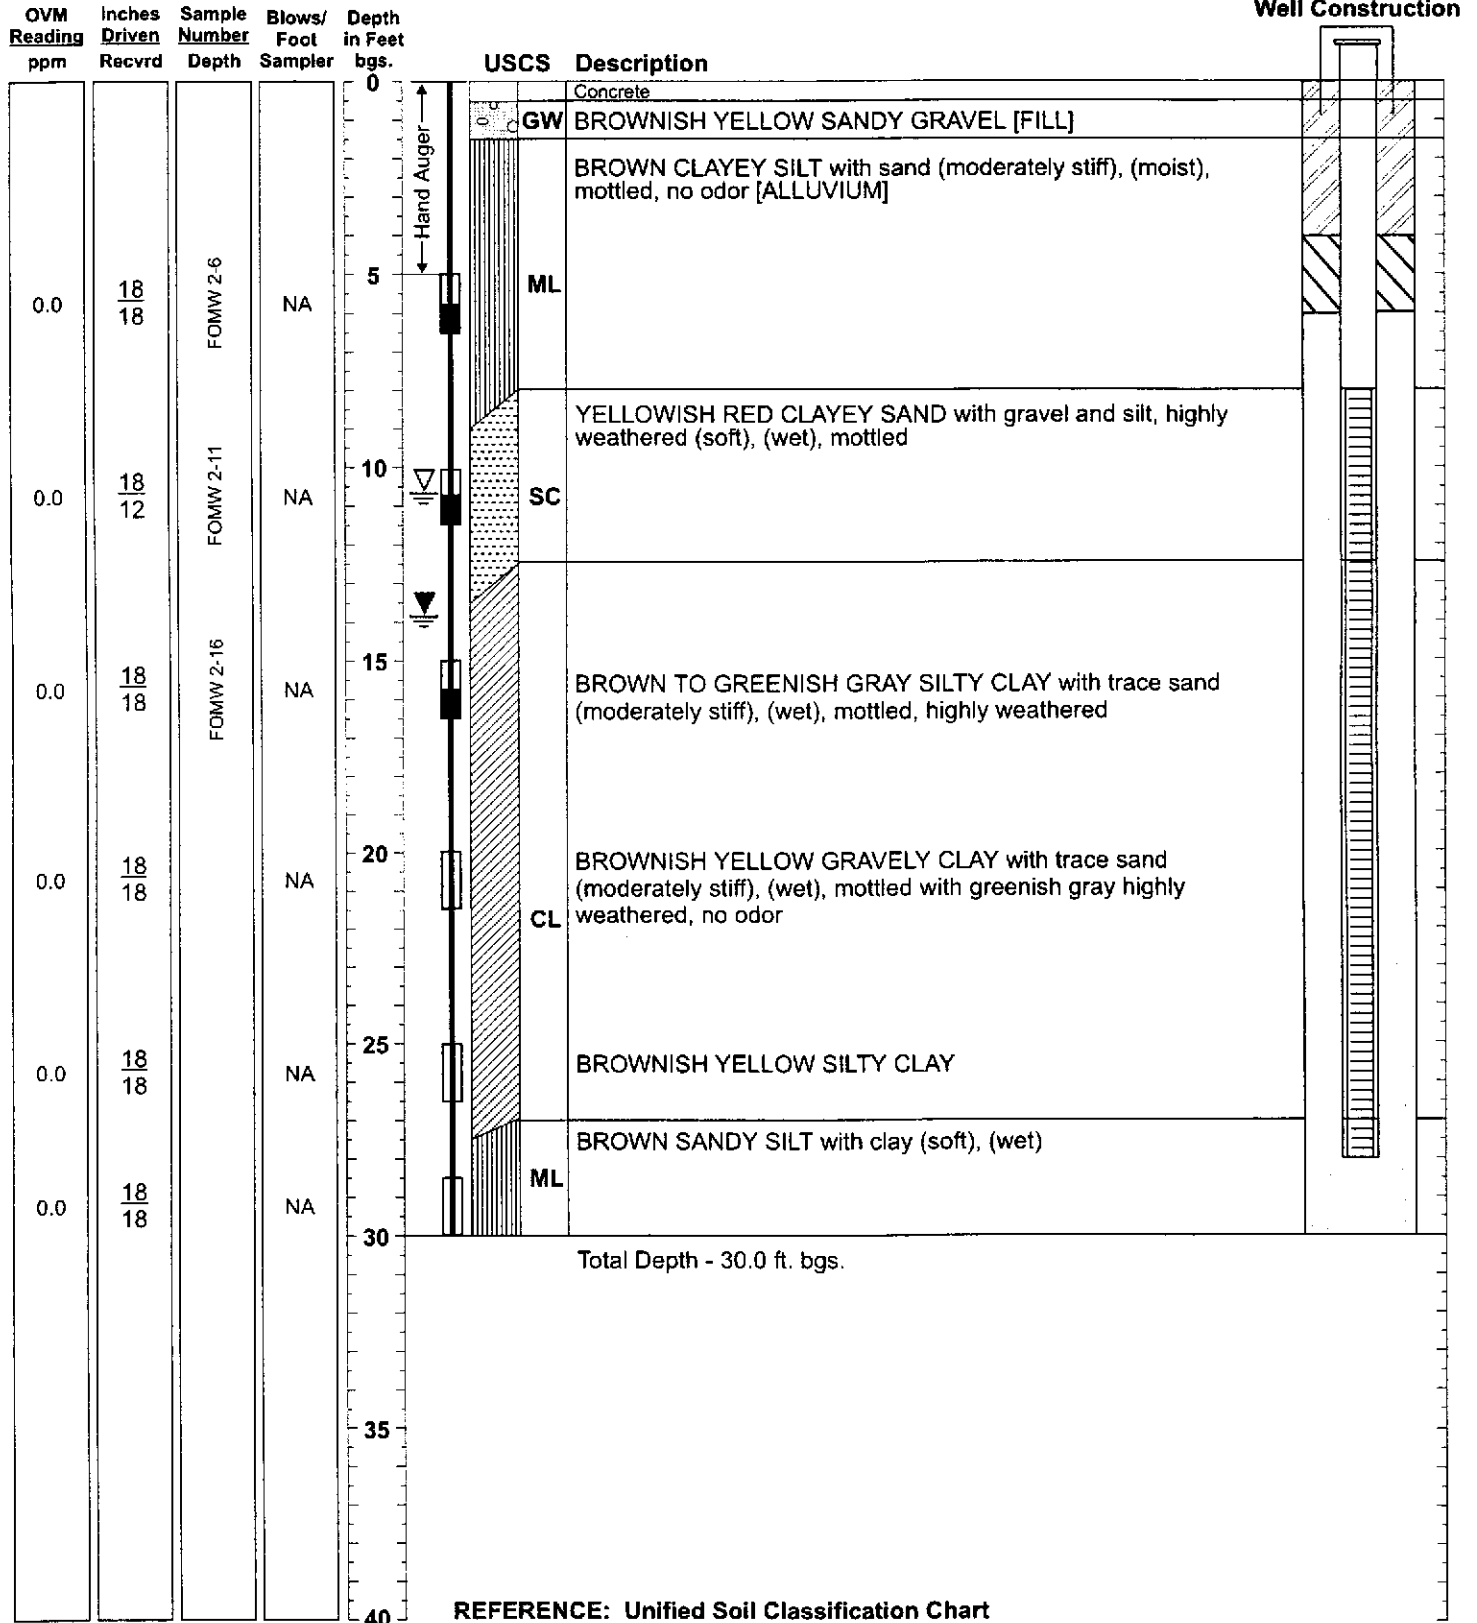 Well Construction
OVM Reading ppm
Inches Driven Recvrd
Sample Number Depth
Blows/ Foot Sampler
Depth in Feet bgs.
USCS Description
0
Concrete
GW BROWNISH YELLOW SANDY GRAVEL [FILL]
Hand Auger
BROWN CLAYEY SILT with sand (moderately stiff), (moist),
mottled, no odor [ALLUVIUM]
5
ML
0.0 18/18 FOMW 2-6 NA
YELLOWISH RED CLAYEY SAND with gravel and silt, highly
weathered (soft), (wet), mottled
10
0.0 18/12 FOMW 2-11 NA
SC
15
0.0 18/18 FOMW 2-16 NA
BROWN TO GREENISH GRAY SILTY CLAY with trace sand
(moderately stiff), (wet), mottled, highly weathered
20
0.0 18/18 NA
BROWNISH YELLOW GRAVELY CLAY with trace sand
(moderately stiff), (wet), mottled with greenish gray highly
CL weathered, no odor
25
0.0 18/18 NA
BROWNISH YELLOW SILTY CLAY
BROWN SANDY SILT with clay (soft), (wet)
ML
0.0 18/18 NA
30
Total Depth - 30.0 ft. bgs.
35
40
REFERENCE: Unified Soil Classification Chart